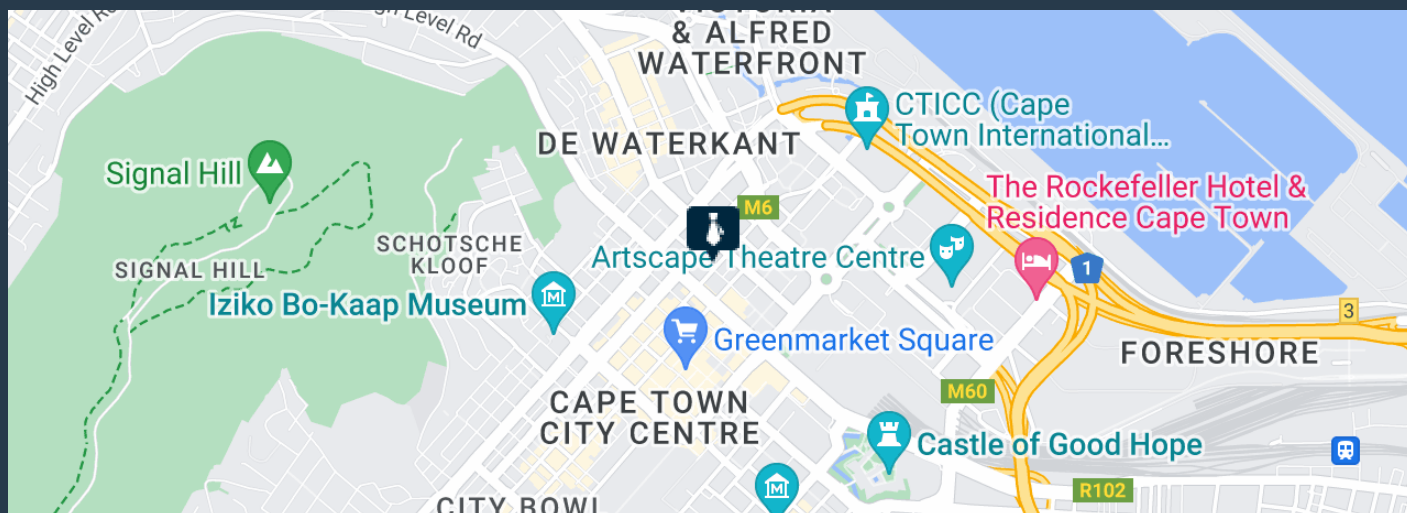 High Level Rd
High Level Rd
VICTORIA
& ALFRED
WATERFRONT
CTICC (Cape
Town International...
DE WATERKANT
Signal Hill
The Rockefeller Hotel &
Residence Cape Town
M6
SCHOTSCHE
KLOOF
Artscape Theatre Centre
SIGNAL HILL
1
Iziko Bo-Kaap Museum
3
Greenmarket Square
FORESHORE
M60
CAPE TOWN
CITY CENTRE
Castle of Good Hope
R102
CITY BOWL